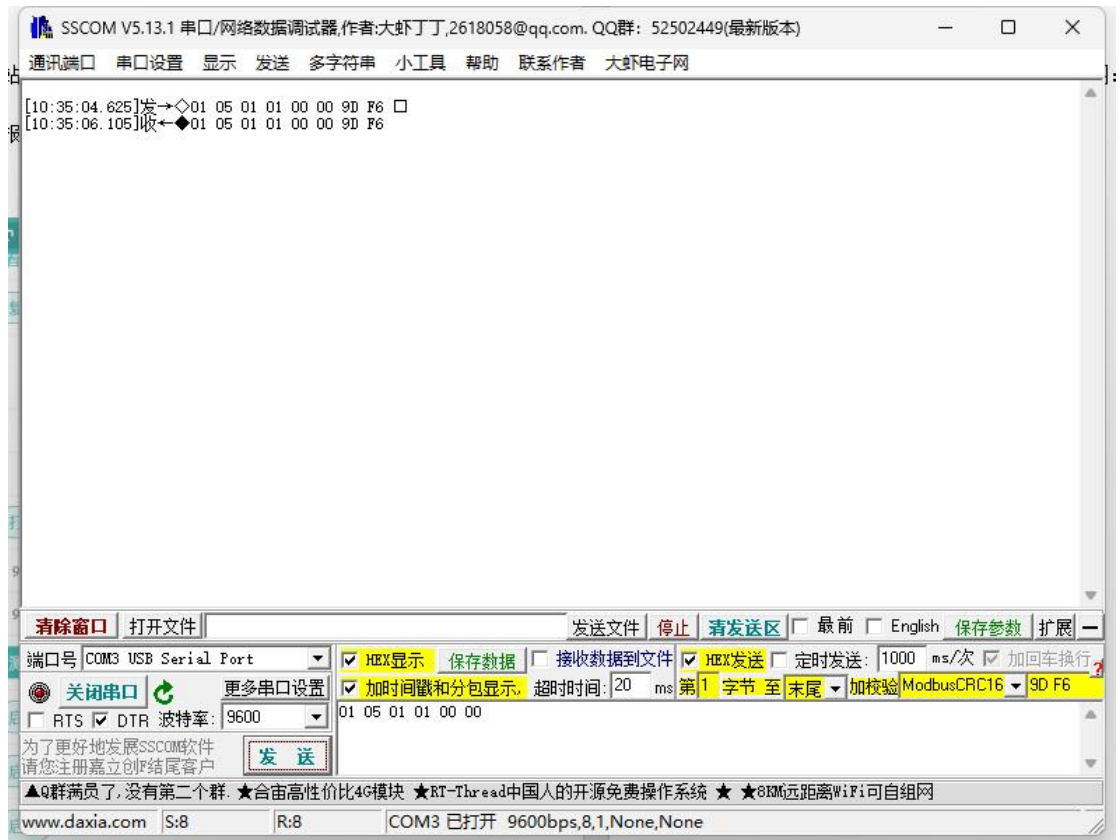 SSCOM V5.13.1 串口/网络数据调试器,作者:大虾丁丁,2618058@qq.com. QQ群: 52502449(最新版本)
通讯端口 串口设置 显示 发送 多字符串 小工具 帮助 联系作者 大虾电子网
[10:35:04.625]发→◇01 05 01 01 00 00 9D F6 □
[10:35:06.105]收←◆01 05 01 01 00 00 9D F6
清除窗口 打开文件 发送文件 停止 清发送区 最前 English 保存参数 扩展 —
端口号 COM3 USB Serial Port HEX显示 保存数据 接收数据到文件 HEX发送 定时发送: 1000 ms/次 加回车换行
关闭串口 更多串口设置 加时间戳和分包显示, 超时时间: 20 ms 第 1 字节 至 末尾 加校验 ModbusCRC16 9D F6
RTS DTR 波特率: 9600
01 05 01 01 00 00
为了更好地发展SSCOM软件
请您注册嘉立创F结尾客户
发 送
▲Q群满员了,没有第二个群. ★合宙高性价比4G模块 ★RT-Thread中国人的开源免费操作系统 ★ ★8KM远距离WiFi可自组网
www.daxia.com S:8 R:8 COM3 已打开 9600bps,8,1,None,None